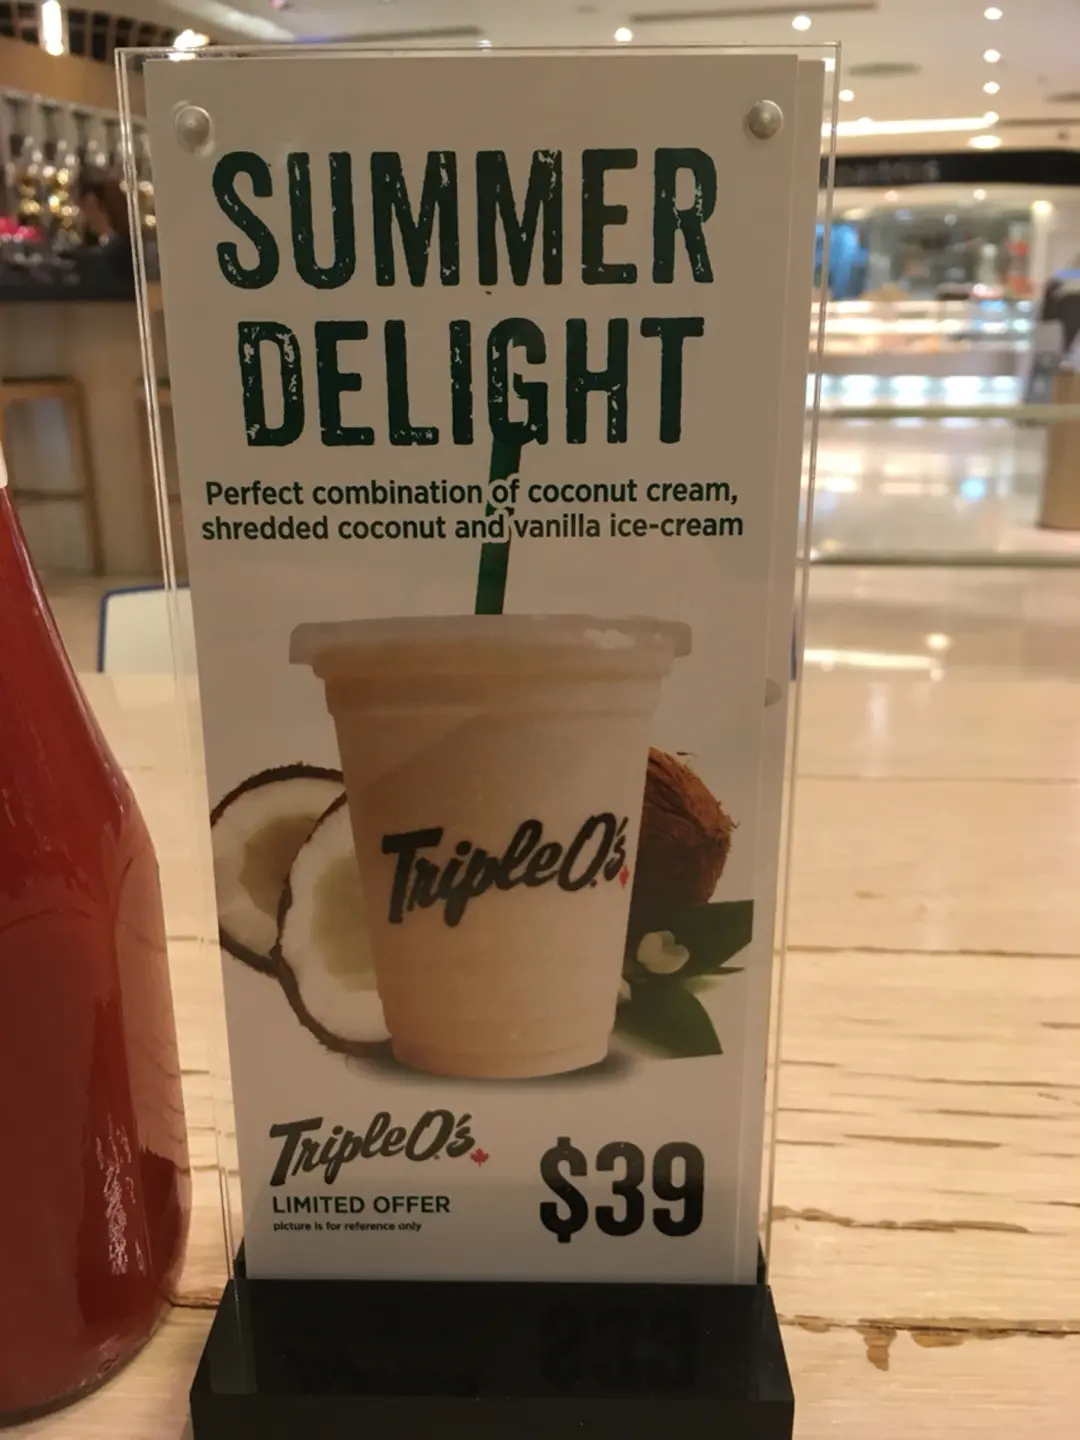 SUMMER
DELIGHT
Perfect combination of coconut cream,
shredded coconut and vanilla ice-cream
TripleO's
TripleO's
LIMITED OFFER
picture is for reference only
$39